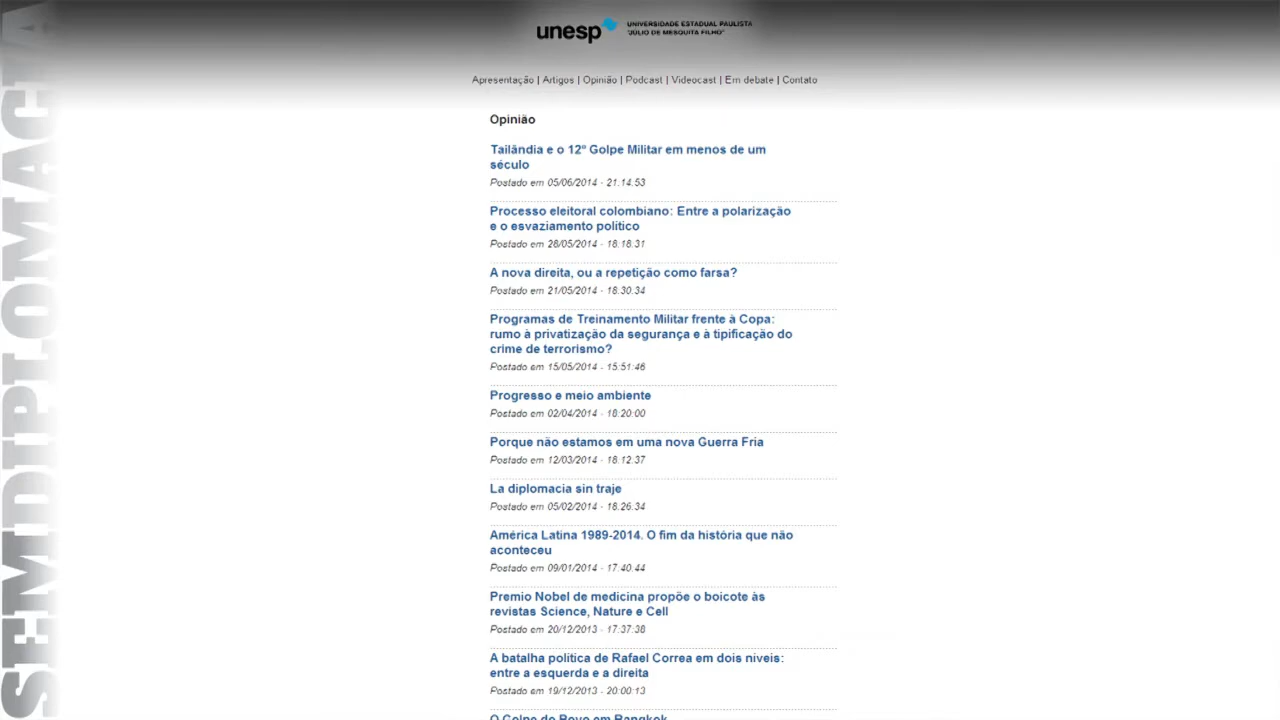 SEMDIPLOMACIA
unesp
UNIVERSIDADE ESTADUAL PAULISTA
"JÚLIO DE MESQUITA FILHO"
Apresentação | Artigos | Opinião | Podcast | Videocast | Em debate | Contato
Opinião
Tailândia e o 12º Golpe Militar em menos de um
século
Postado em 05/06/2014 - 21:14:53
Processo eleitoral colombiano: Entre a polarização
e o esvaziamento político
Postado em 28/05/2014 - 18:18:31
A nova direita, ou a repetição como farsa?
Postado em 21/05/2014 - 18:30:34
Programas de Treinamento Militar frente à Copa:
rumo à privatização da segurança e à tipificação do
crime de terrorismo?
Postado em 15/05/2014 - 15:51:46
Progresso e meio ambiente
Postado em 02/04/2014 - 18:20:00
Porque não estamos em uma nova Guerra Fria
Postado em 12/03/2014 - 18:12:37
La diplomacia sin traje
Postado em 05/02/2014 - 18:26:34
América Latina 1989-2014. O fim da história que não
aconteceu
Postado em 09/01/2014 - 17:40:44
Premio Nobel de medicina propõe o boicote às
revistas Science, Nature e Cell
Postado em 20/12/2013 - 17:37:38
A batalha política de Rafael Correa em dois níveis:
entre a esquerda e a direita
Postado em 19/12/2013 - 20:00:13
O Golpe do Povo em Bangkok